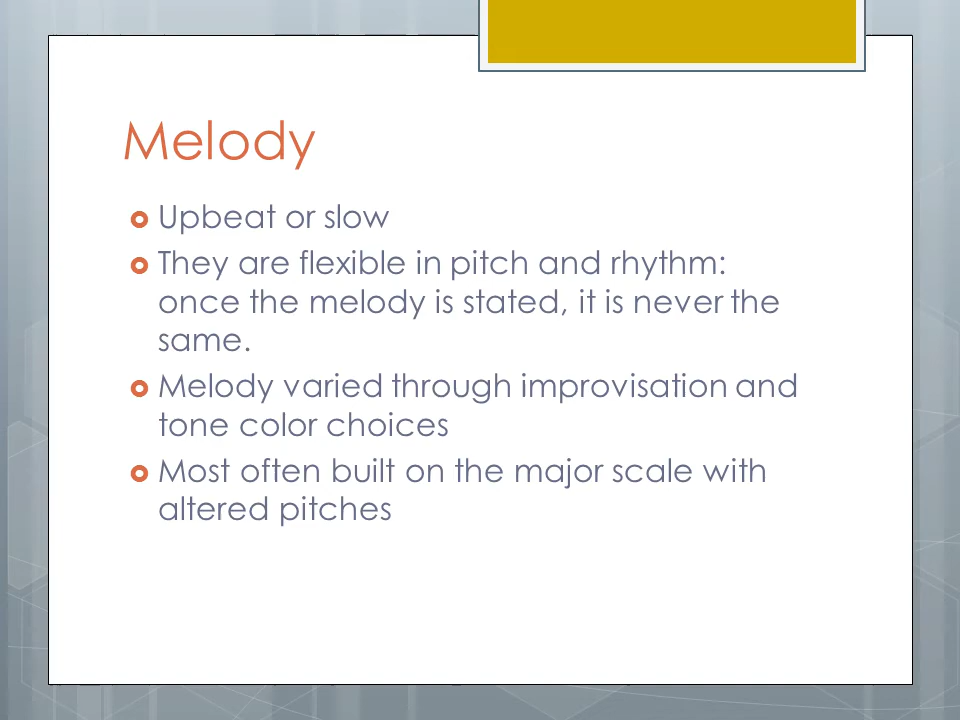 Melody
Upbeat or slow
They are flexible in pitch and rhythm:
once the melody is stated, it is never the
same.
Melody varied through improvisation and
tone color choices
Most often built on the major scale with
altered pitches